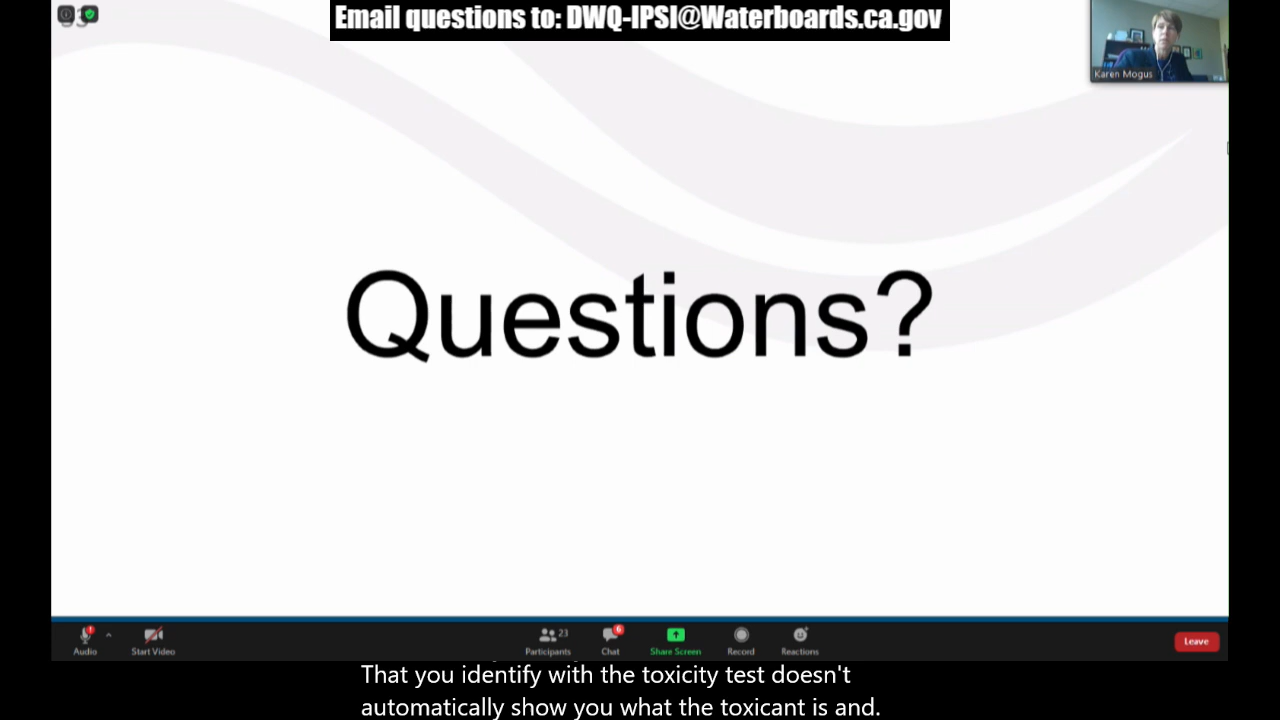 Email questions to: DWQ-IPSI@Waterboards.ca.gov
Karen Mogus
Questions?
23
6
Audio
Start Video
Participants
Chat
Share Screen
Record
Reactions
Leave
That you identify with the toxicity test doesn't
automatically show you what the toxicant is and.